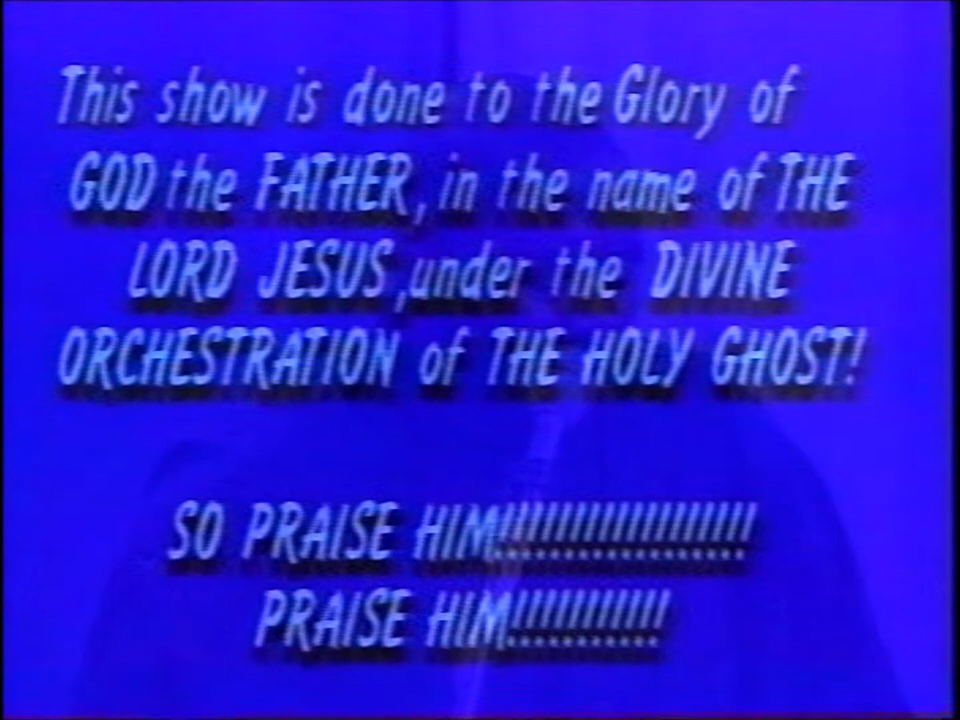 This show is done to the Glory of
GOD the FATHER, in the name of THE
LORD JESUS, under the DIVINE
ORCHESTRATION of THE HOLY GHOST!
SO PRAISE HIM!!!!!!!!!!!!!!!!!!!
PRAISE HIM!!!!!!!!!!!!